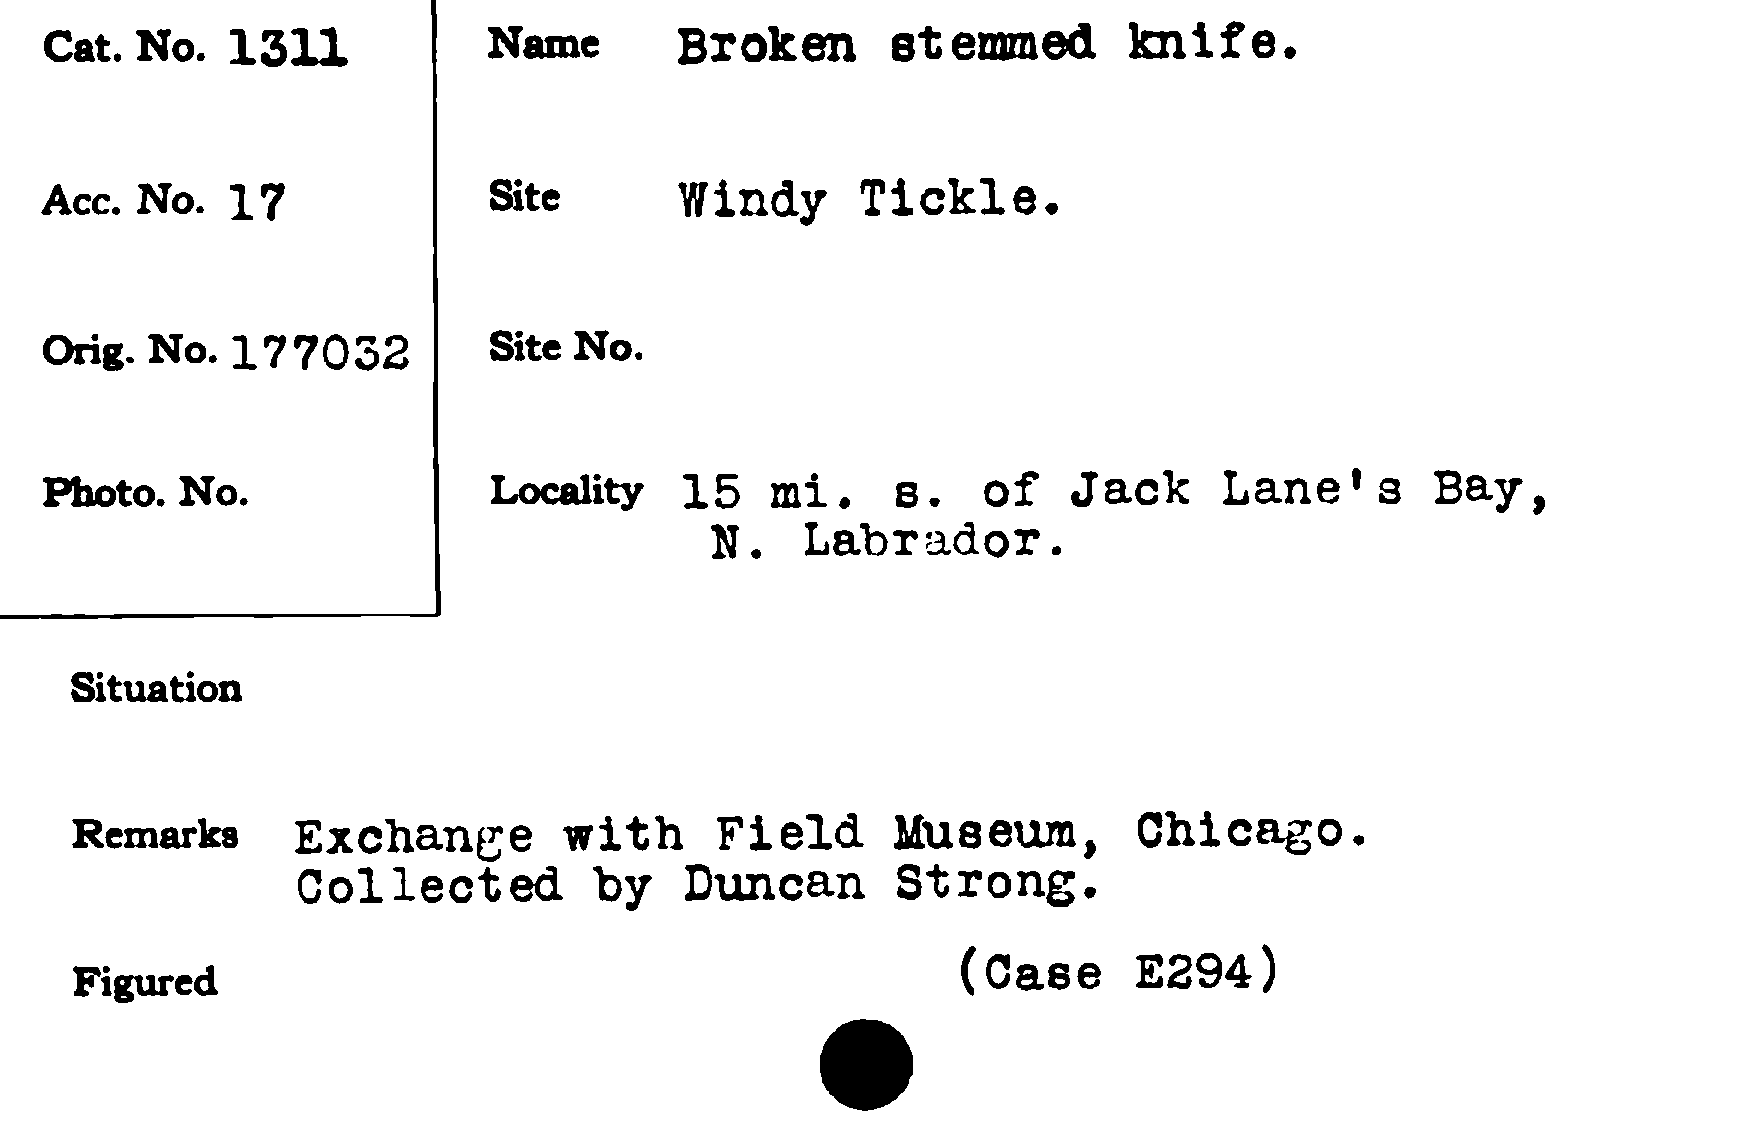 Cat. No. 1311
Acc. No. 17
Orig. No. 177032
Photo. No.
Name Broken stemmed knife.
Site Windy Tickle.
Site No.
Locality 15 mi. s. of Jack Lane's Bay,
N. Labrador.
Situation
Remarks Exchange with Field Museum, Chicago.
Collected by Duncan Strong.
Figured (Case E294)